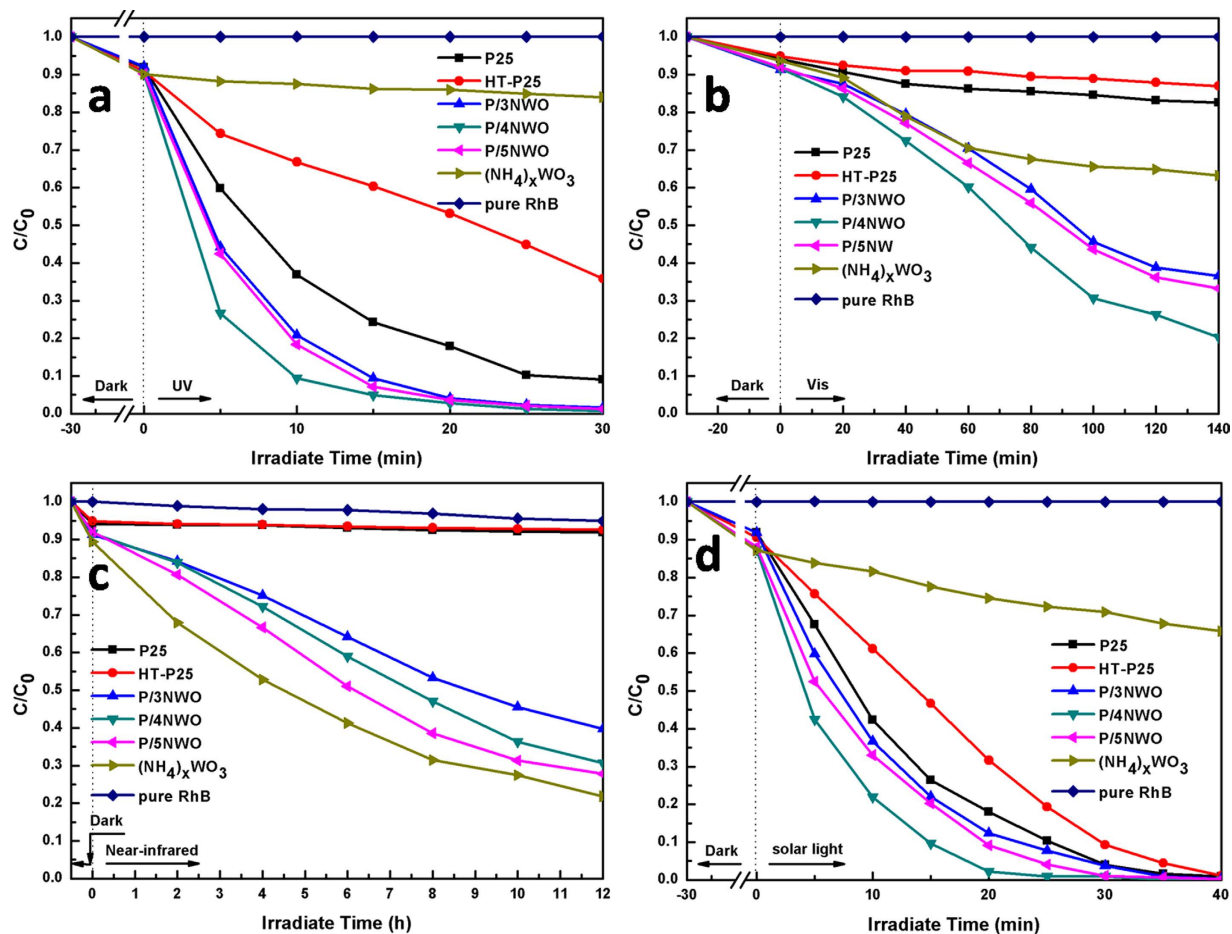 a
C/C0
1.0
0.9
0.8
0.7
0.6
0.5
0.4
0.3
0.2
0.1
0.0
P25
HT-P25
P/3NWO
P/4NWO
P/5NWO
(NH4)xWO3
pure RhB
Dark
UV
-30 0 10 20 30
Irradiate Time (min)
b
C/C0
1.0
0.9
0.8
0.7
0.6
0.5
0.4
0.3
0.2
0.1
0.0
P25
HT-P25
P/3NWO
P/4NWO
P/5NW
(NH4)xWO3
pure RhB
Dark
Vis
-30 -20 0 20 40 60 80 100 120 140
Irradiate Time (min)
c
C/C0
1.0
0.9
0.8
0.7
0.6
0.5
0.4
0.3
0.2
0.1
0.0
P25
HT-P25
P/3NWO
P/4NWO
P/5NWO
(NH4)xWO3
pure RhB
Dark
Near-infrared
0 1 2 3 4 5 6 7 8 9 10 11 12
Irradiate Time (h)
d
C/C0
1.0
0.9
0.8
0.7
0.6
0.5
0.4
0.3
0.2
0.1
0.0
P25
HT-P25
P/3NWO
P/4NWO
P/5NWO
(NH4)xWO3
pure RhB
Dark
solar light
-30 0 10 20 30 40
Irradiate Time (min)